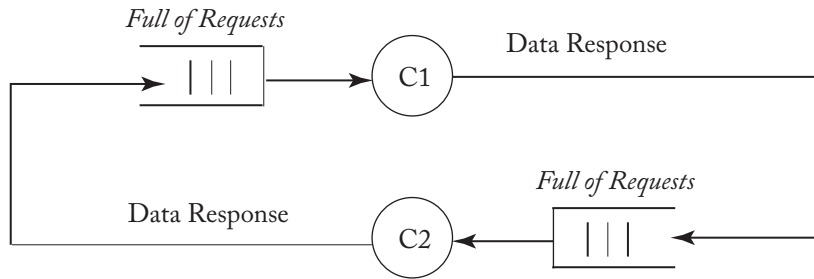 Full of Requests
C1
Data Response
Full of Requests
Data Response
C2